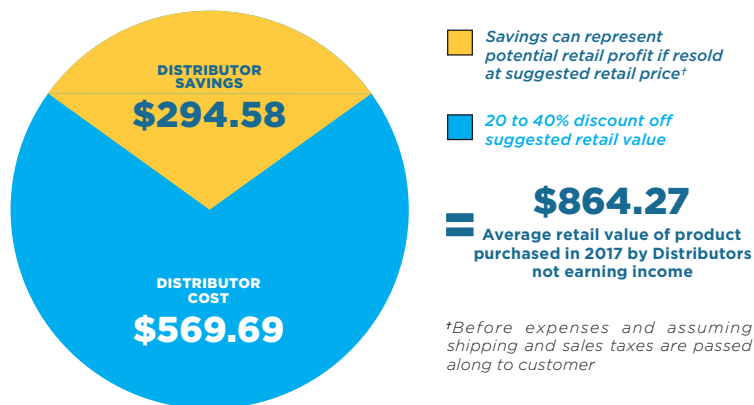 DISTRIBUTOR
SAVINGS
$294.58
DISTRIBUTOR
COST
$569.69
Savings can represent
potential retail profit if resold
at suggested retail price†
20 to 40% discount off
suggested retail value
=
$864.27
Average retail value of product
purchased in 2017 by Distributors
not earning income
†Before expenses and assuming
shipping and sales taxes are passed
along to customer